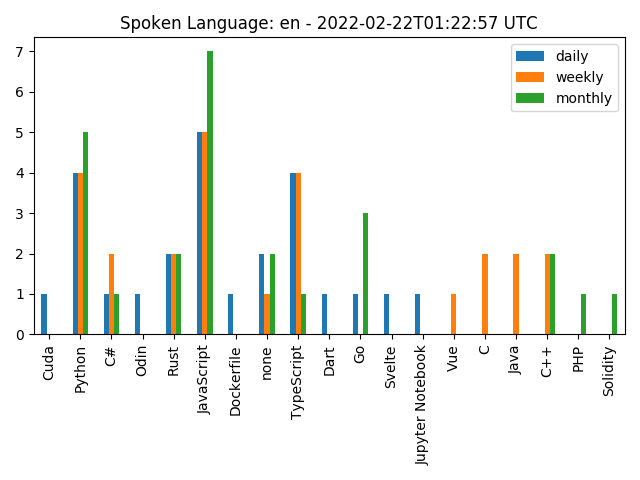 Spoken Language: en - 2022-02-22T01:22:57 UTC
daily
weekly
monthly
7
6
5
4
3
2
1
0
Cuda
Python
C#
Odin
Rust
JavaScript
Dockerfile
none
TypeScript
Dart
Go
Svelte
Jupyter Notebook
Vue
C
Java
C++
PHP
Solidity